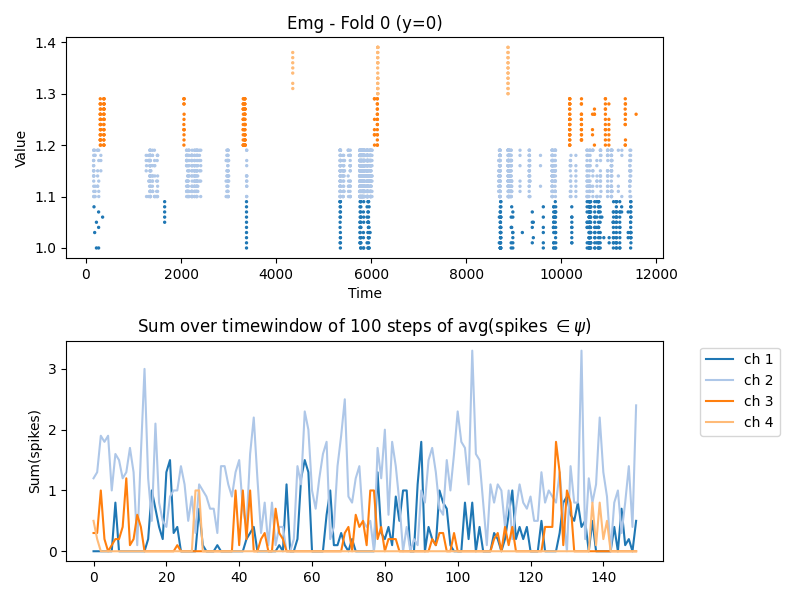 Emg - Fold 0 (y=0)
Value
1.4
1.3
1.2
1.1
1.0
0 2000 4000 6000 8000 10000 12000
Time
Sum over timewindow of 100 steps of avg(spikes ∈ ψ)
Sum(spikes)
3
2
1
0
0 20 40 60 80 100 120 140
ch 1
ch 2
ch 3
ch 4